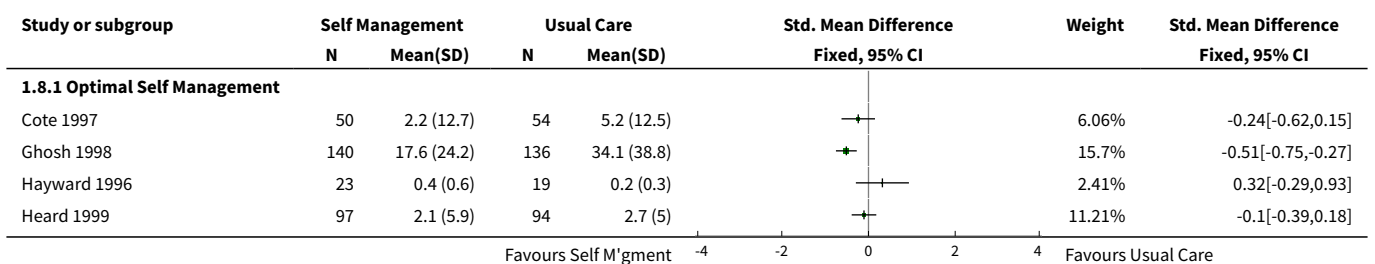 Study or subgroup Self Management Usual Care Std. Mean Difference Weight Std. Mean Difference
N Mean(SD) N Mean(SD) Fixed, 95% CI Fixed, 95% CI
1.8.1 Optimal Self Management
Cote 1997 50 2.2 (12.7) 54 5.2 (12.5) 6.06% -0.24[-0.62,0.15]
Ghosh 1998 140 17.6 (24.2) 136 34.1 (38.8) 15.7% -0.51[-0.75,-0.27]
Hayward 1996 23 0.4 (0.6) 19 0.2 (0.3) 2.41% 0.32[-0.29,0.93]
Heard 1999 97 2.1 (5.9) 94 2.7 (5) 11.21% -0.1[-0.39,0.18]
Favours Self M'gment -4 -2 0 2 4 Favours Usual Care